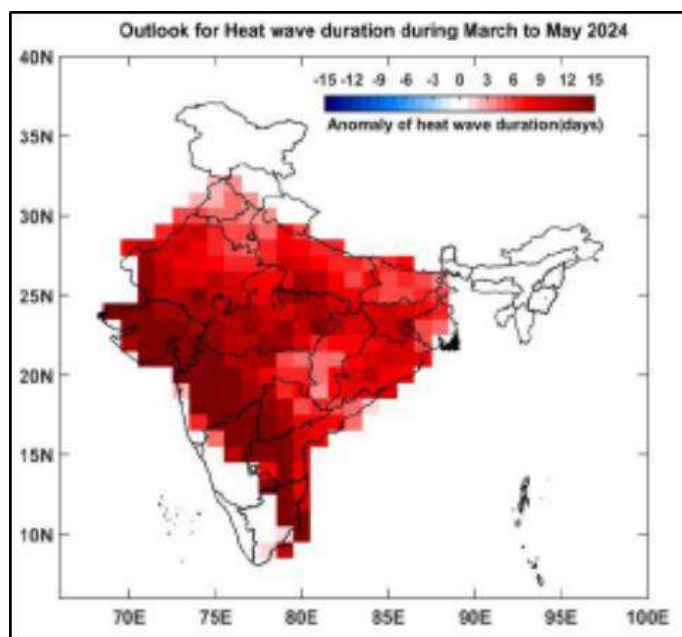 Outlook for Heat wave duration during March to May 2024
40N
-15 -12 -9 -6 -3 0 3 6 9 12 15
Anomaly of heat wave duration(days)
35N
30N
25N
20N
15N
10N
70E 75E 80E 85E 90E 95E 100E